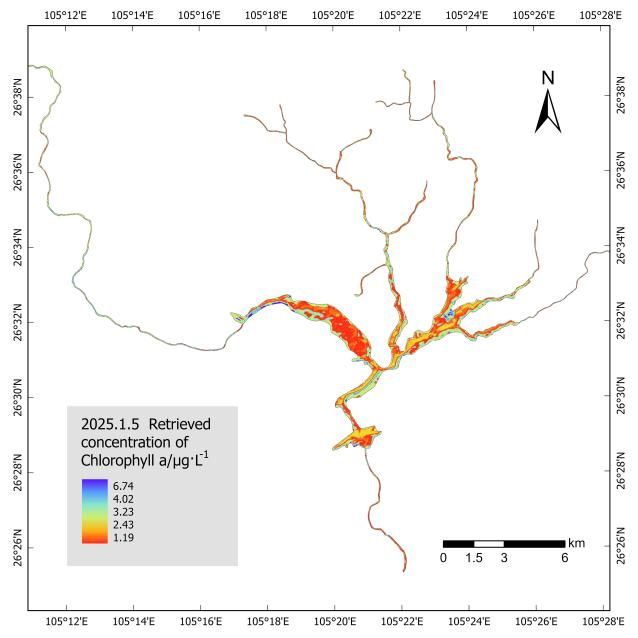 105°12′E 105°14′E 105°16′E 105°18′E 105°20′E 105°22′E 105°24′E 105°26′E 105°28′E
26°38′N 26°38′N
N
26°36′N 26°36′N
26°34′N 26°34′N
26°32′N 26°32′N
26°30′N 26°30′N
2025.1.5 Retrieved
concentration of
Chlorophyll a/μg·L⁻¹
26°28′N 26°28′N
6.74
4.02
3.23
2.43
1.19
26°26′N 26°26′N
km
0 1.5 3 6
105°12′E 105°14′E 105°16′E 105°18′E 105°20′E 105°22′E 105°24′E 105°26′E 105°28′E